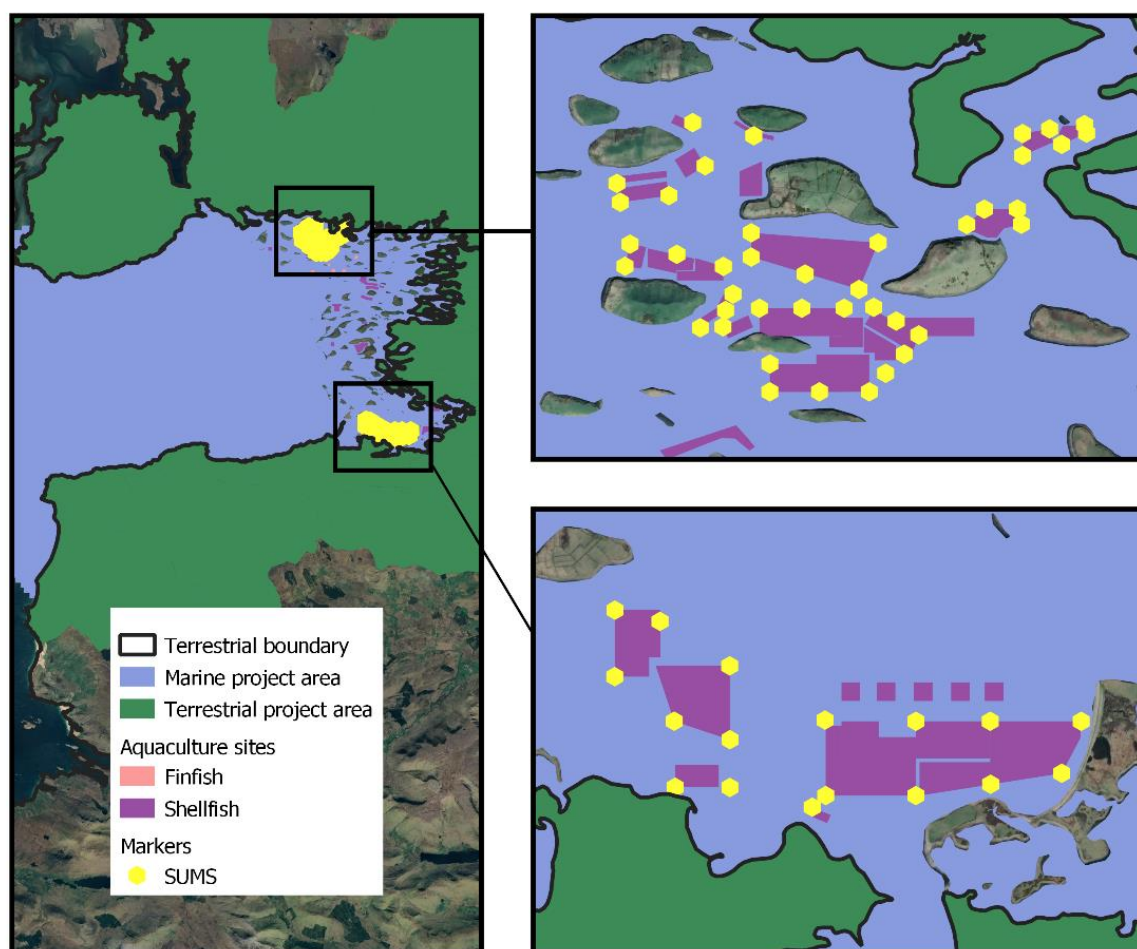 Terrestrial boundary
Marine project area
Terrestrial project area
Aquaculture sites
Finfish
Shellfish
Markers
SUMS